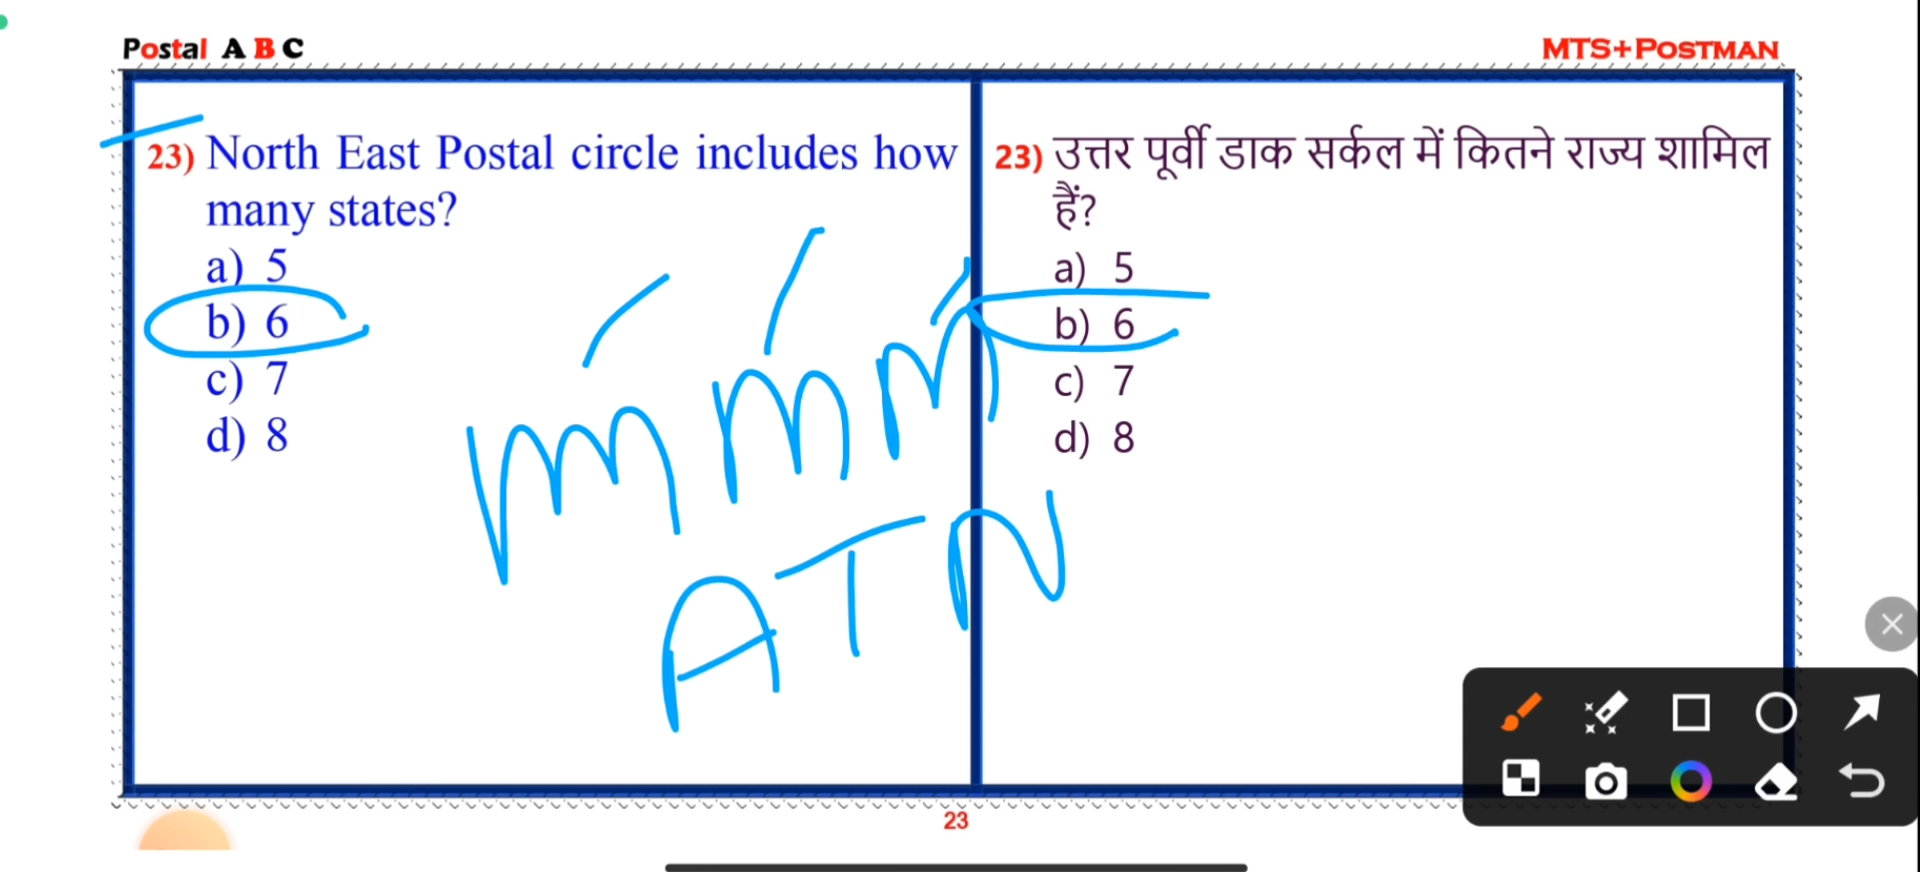 Postal A B C
MTS+POSTMAN
23) North East Postal circle includes how
many states?
a) 5
b) 6
c) 7
d) 8
23) उत्तर पूर्वी डाक सर्कल में कितने राज्य शामिल
हैं?
a) 5
b) 6
c) 7
d) 8
m m m
A T N
23